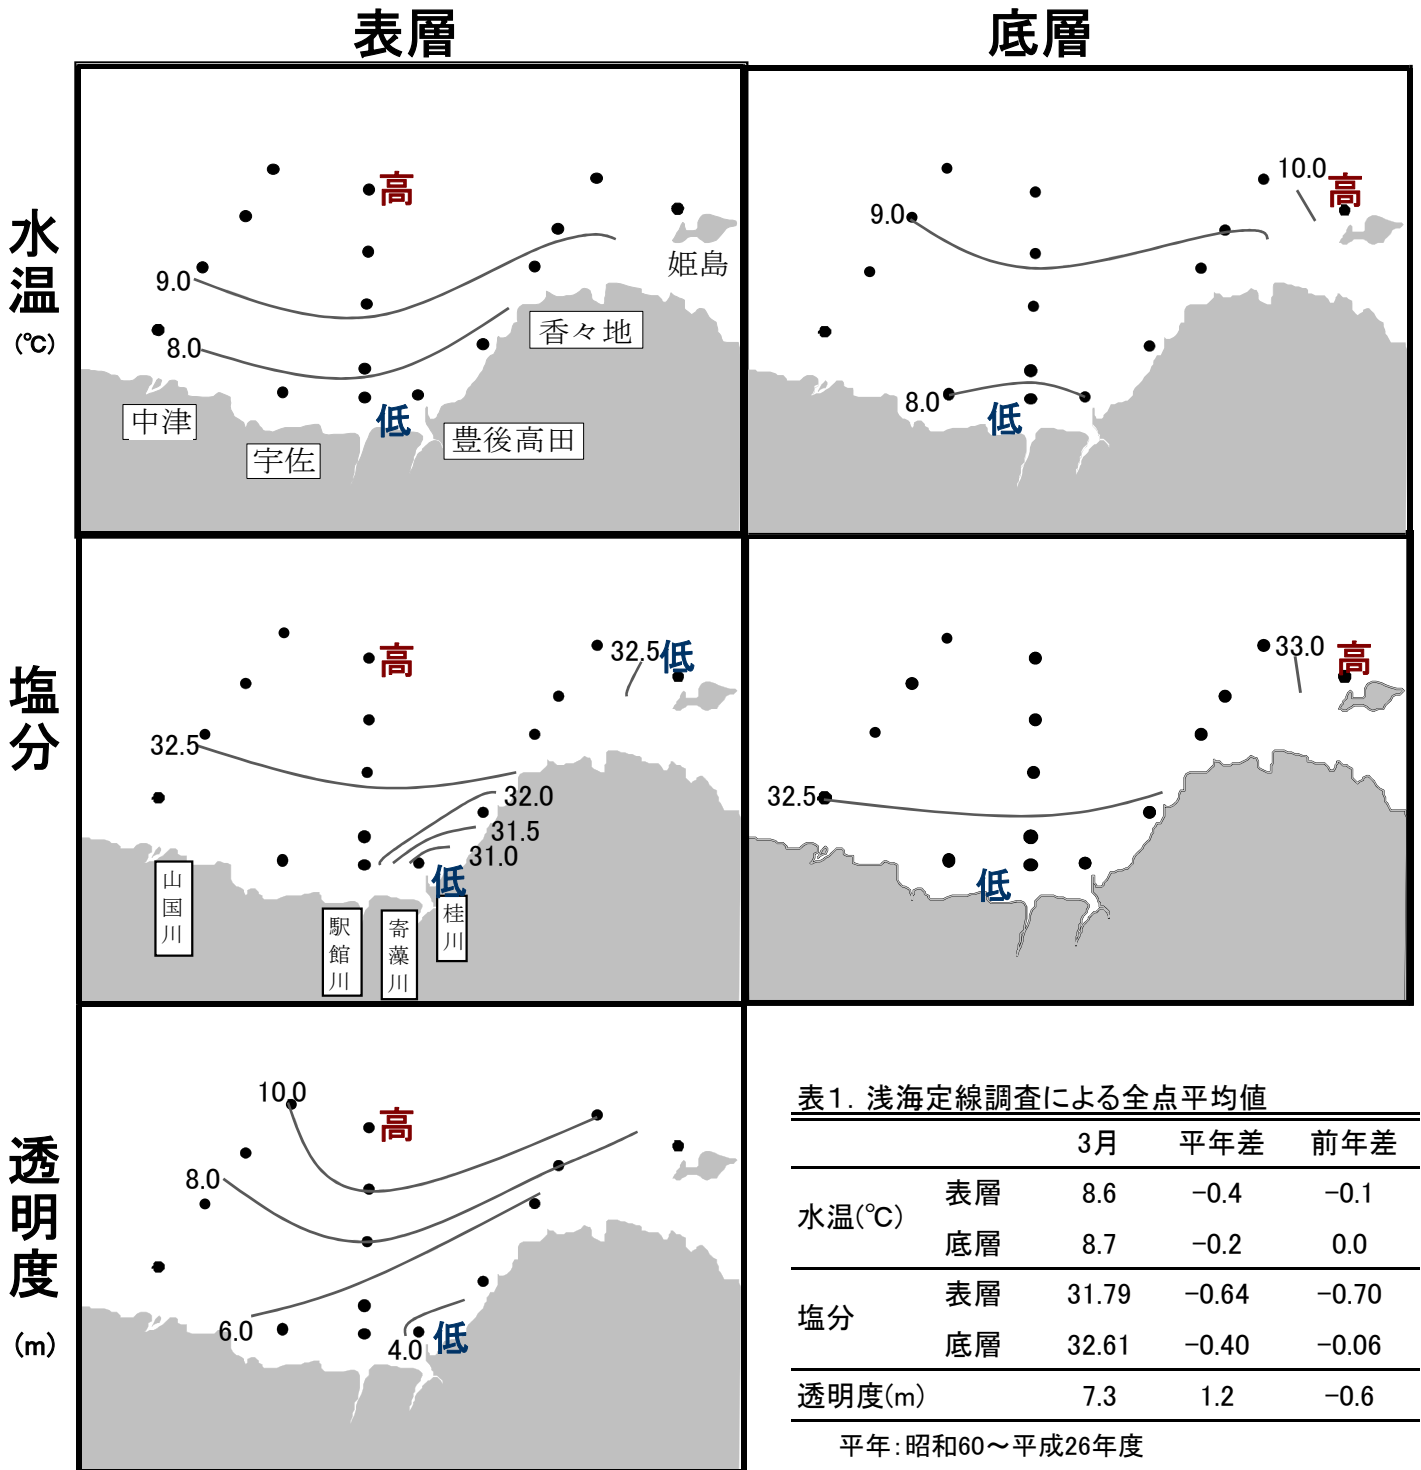 表層
底層
水温
(℃)
高
9.0
8.0
低
姫島
香々地
中津
宇佐
豊後高田
9.0
10.0
高
8.0
低
塩分
高
32.5
低
32.5
32.0
31.5
31.0
低
山国川
駅館川
寄藻川
桂川
33.0
高
32.5
低
透明度
(m)
10.0
高
8.0
6.0
4.0
低
表1. 浅海定線調査による全点平均値
3月 平年差 前年差
水温(℃) 表層 8.6 -0.4 -0.1
底層 8.7 -0.2 0.0
塩分 表層 31.79 -0.64 -0.70
底層 32.61 -0.40 -0.06
透明度(m) 7.3 1.2 -0.6
平年:昭和60～平成26年度